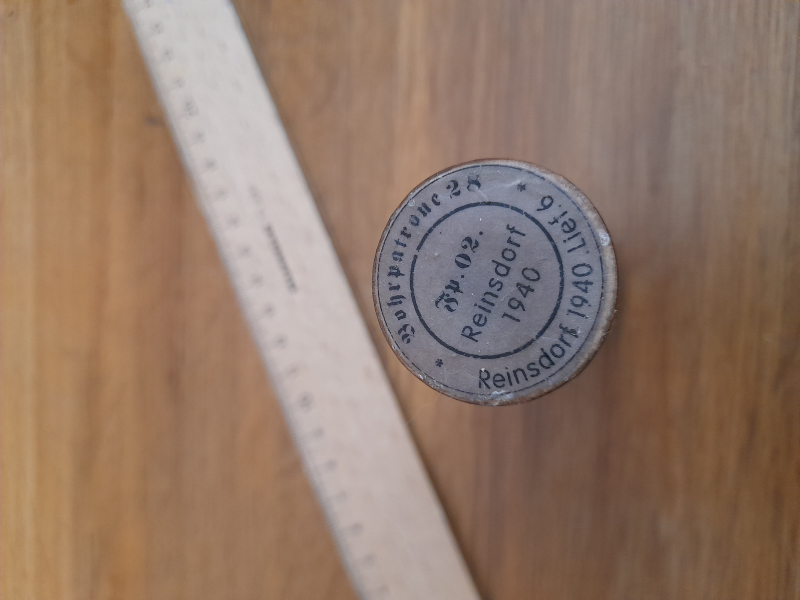 Bohrpatrone 28
* Reinsdorf 1940. Lief. 6 *
Fp. 02.
Reinsdorf
1940